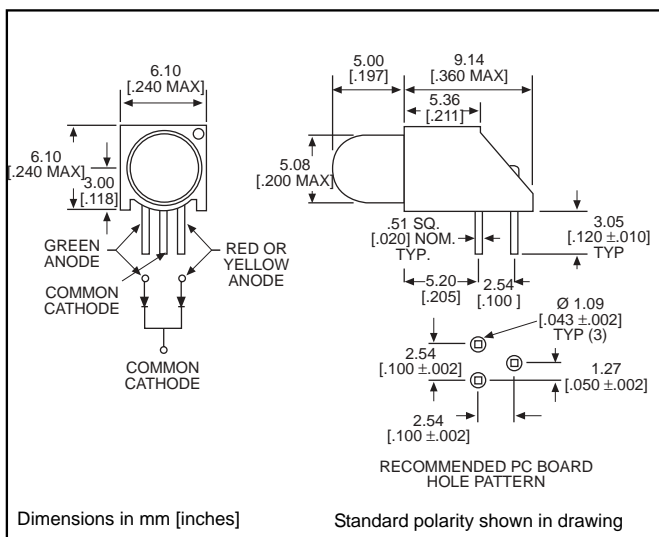 6.10
[.240 MAX]
6.10
[.240 MAX]
3.00
[.118]
GREEN
ANODE
RED OR
YELLOW
ANODE
COMMON
CATHODE
COMMON
CATHODE
5.00
[.197]
9.14
[.360 MAX]
5.36
[.211]
5.08
[.200 MAX]
.51 SQ.
[.020] NOM.
TYP.
3.05
[.120 ±.010]
TYP
5.20
[.205]
2.54
[.100 ]
Ø 1.09
[.043 ±.002]
TYP (3)
2.54
[.100 ±.002]
1.27
[.050 ±.002]
2.54
[.100 ±.002]
RECOMMENDED PC BOARD
HOLE PATTERN
Dimensions in mm [inches]
Standard polarity shown in drawing